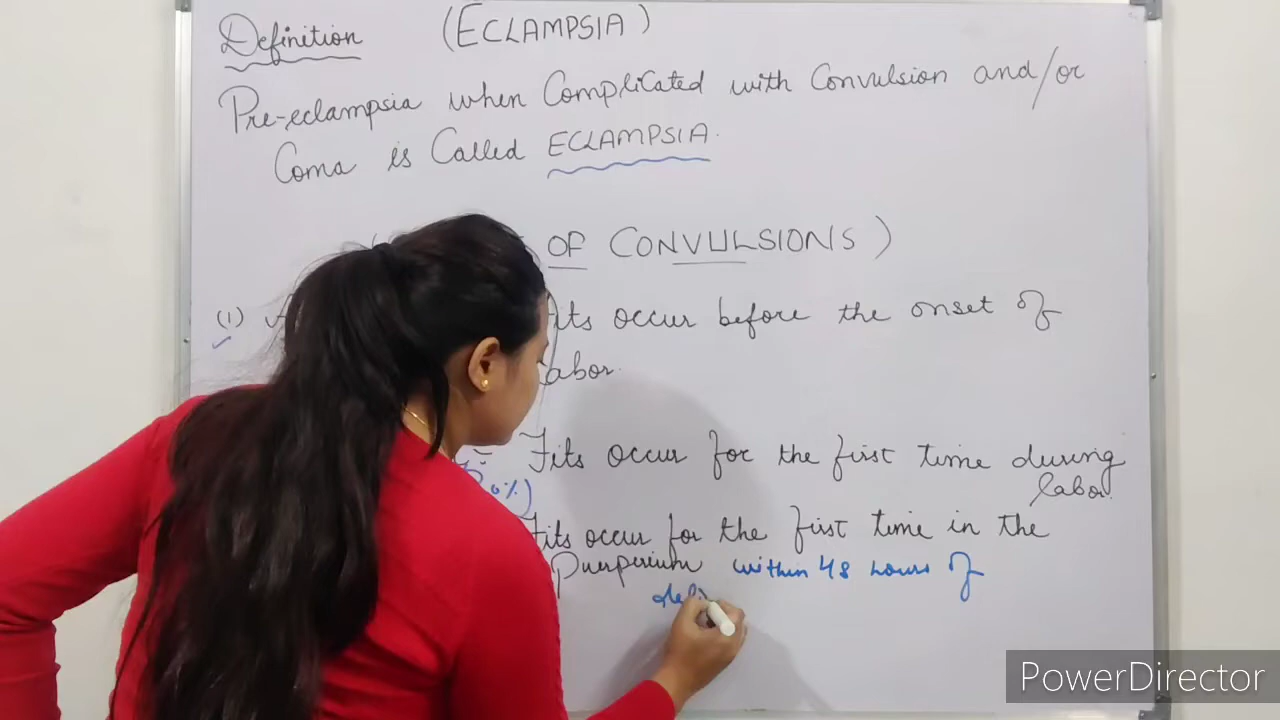 Definition (ECLAMPSIA)
Pre-eclampsia when Complicated with Convulsion and/or
Coma is Called ECLAMPSIA.
OF CONVULSIONS)
(1) Fits occur before the onset of
labor.
Fits occur for the first time during
labor.
Fits occur for the first time in the
Puerperium within 48 hours of
PowerDirector